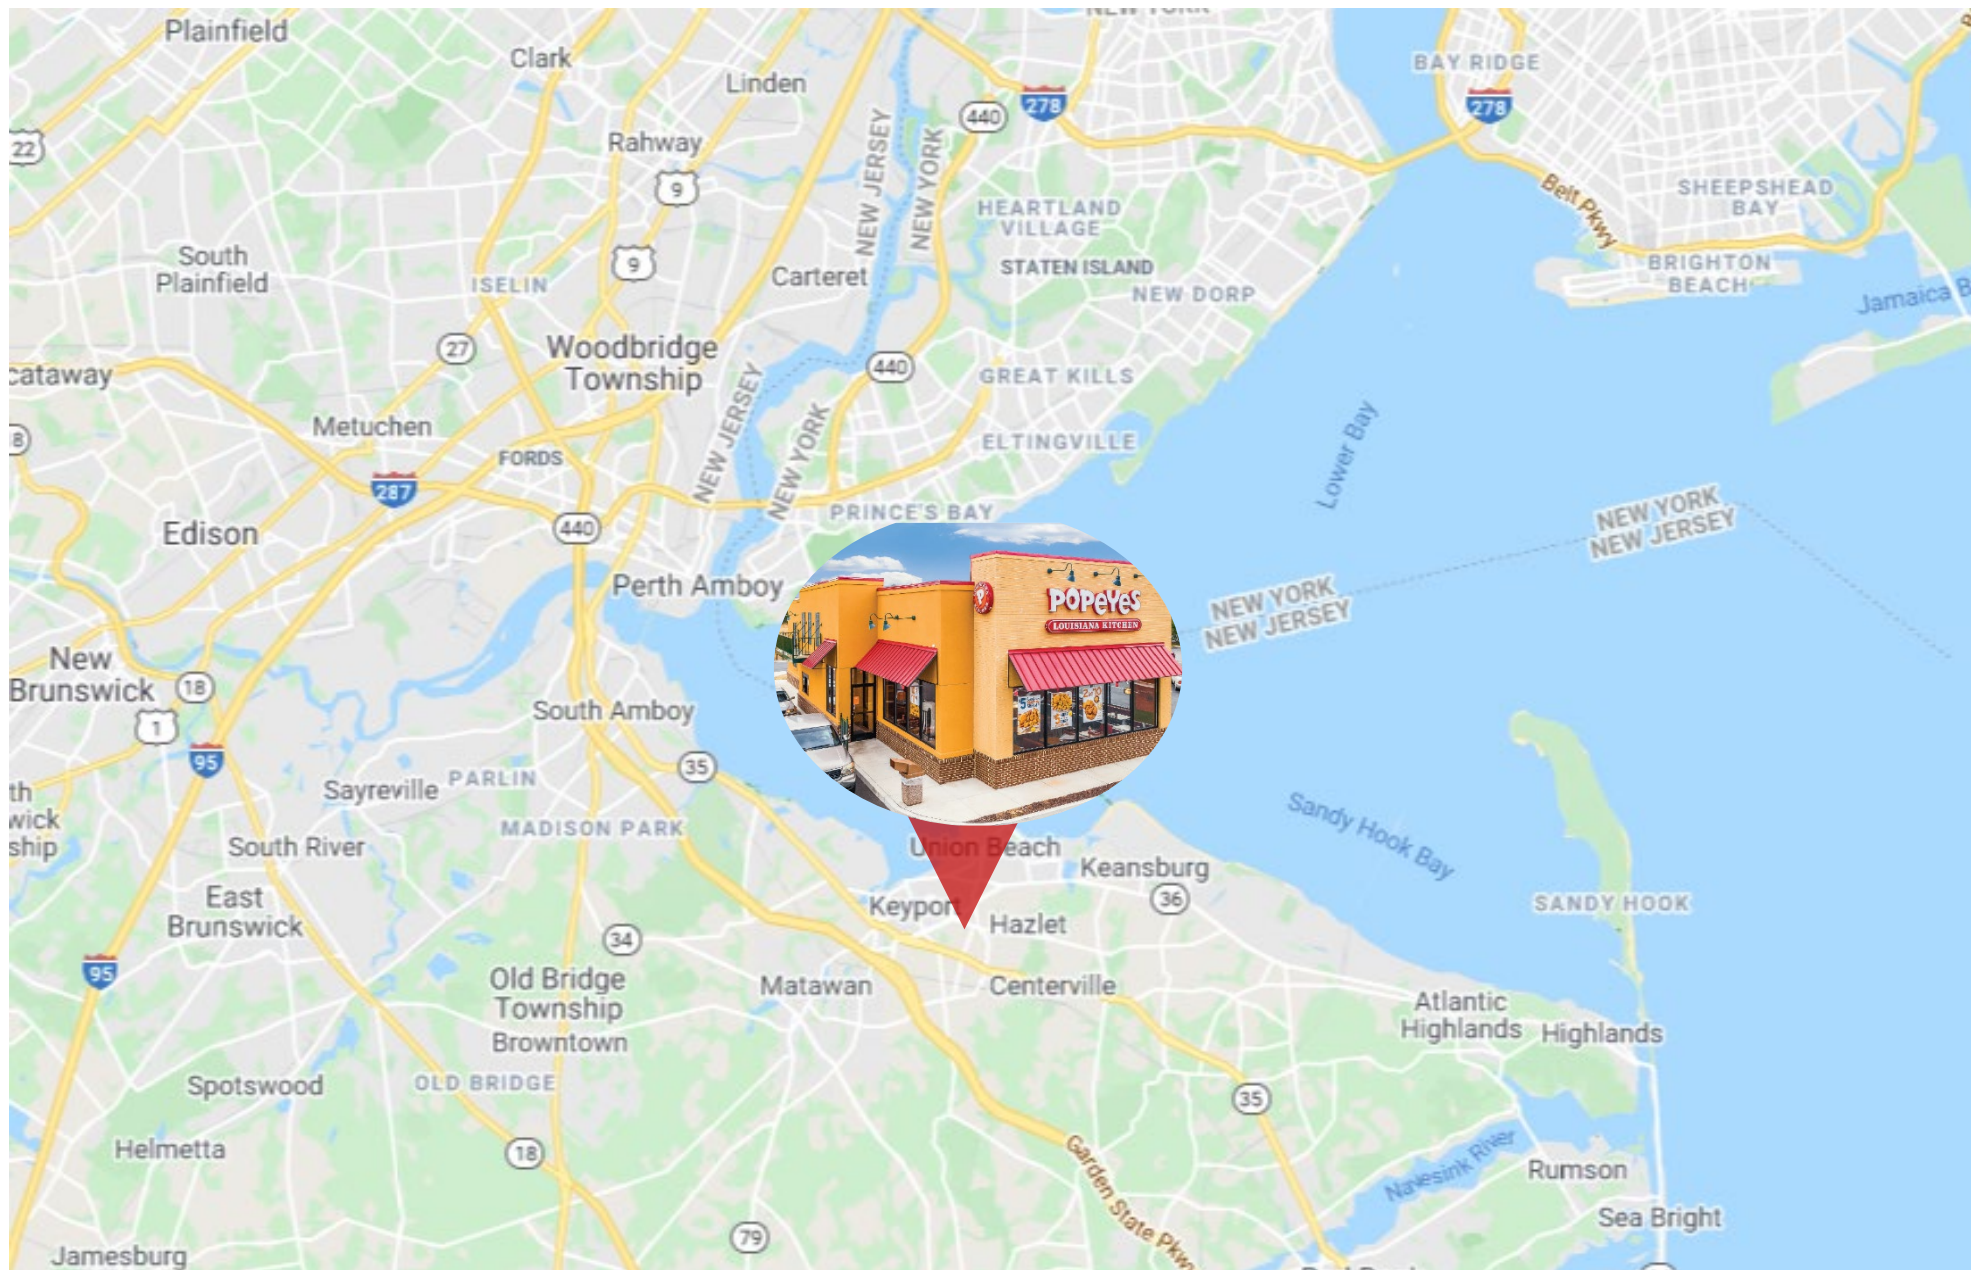 NEW YORK
Plainfield
Clark
Linden
BAY RIDGE
278
278
440
22
Rahway
NEW JERSEY
NEW YORK
9
Belt Pkwy
SHEEPSHEAD
BAY
HEARTLAND
VILLAGE
South
Plainfield
9
Carteret
STATEN ISLAND
ISELIN
NEW DORP
BRIGHTON
BEACH
Jamaica B
27
Woodbridge
Township
440
cataway
GREAT KILLS
NEW JERSEY
NEW YORK
Metuchen
8
ELTINGVILLE
Lower Bay
FORDS
287
PRINCE'S BAY
NEW YORK
NEW JERSEY
Edison
440
Perth Amboy
POPEYES
LOUISIANA KITCHEN
NEW YORK
NEW JERSEY
New
Brunswick
18
1
South Amboy
95
35
PARLIN
Sayreville
th
wick
ship
MADISON PARK
Sandy Hook Bay
South River
Union Beach
Keansburg
36
East
Brunswick
Keyport
Hazlet
SANDY HOOK
34
95
Old Bridge
Township
Matawan
Centerville
Atlantic
Highlands
Highlands
Browntown
Spotswood
OLD BRIDGE
35
Helmetta
18
Garden State Pkwy
Navesink River
Rumson
79
Sea Bright
Jamesburg